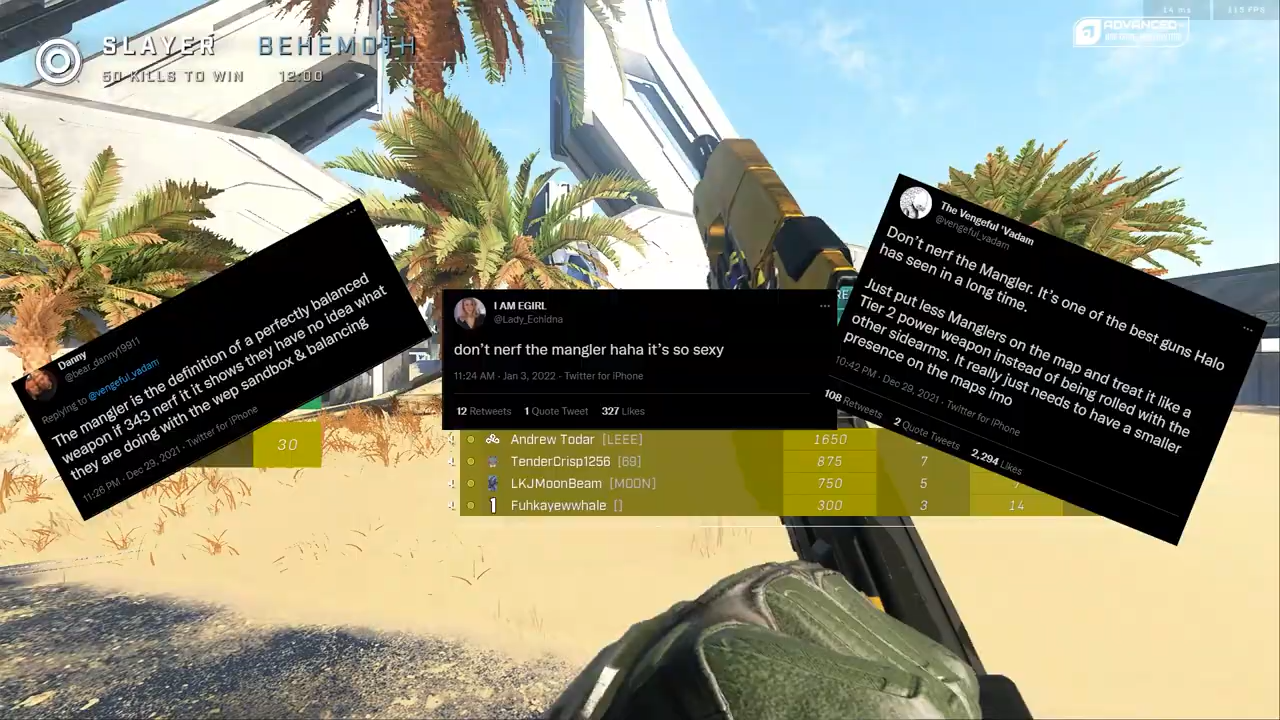 14 ms
115 FPS
SLAYER BEHEMOTH
50 KILLS TO WIN 12:00
ADVANCED
Danny
@bear_danny19911
Replying to @vengeful_vadam
The mangler is the definition of a perfectly balanced
weapon if 343 nerf it it shows they have no idea what
they are doing with the wep sandbox & balancing
11:26 PM · Dec 29, 2021 · Twitter for iPhone
30
I AM EGIRL
@Lady_Ech1dna
don't nerf the mangler haha it's so sexy
11:24 AM · Jan 3, 2022 · Twitter for iPhone
12 Retweets 1 Quote Tweet 327 Likes
The Vengeful 'Vadam
@vengeful_vadam
Don't nerf the Mangler. It's one of the best guns Halo
has seen in a long time.
Just put less Manglers on the map and treat it like a
Tier 2 power weapon instead of being rolled with the
other sidearms. It really just needs to have a smaller
presence on the maps imo
10:42 PM · Dec 29, 2021 · Twitter for iPhone
108 Retweets 2 Quote Tweets 2,294 Likes
Andrew Todar [LEEE] 1650
TenderCrisp1256 [69] 875 7
LKJMoonBeam [MOON] 750 5 7
Fuhkayewwhale [] 300 3 14